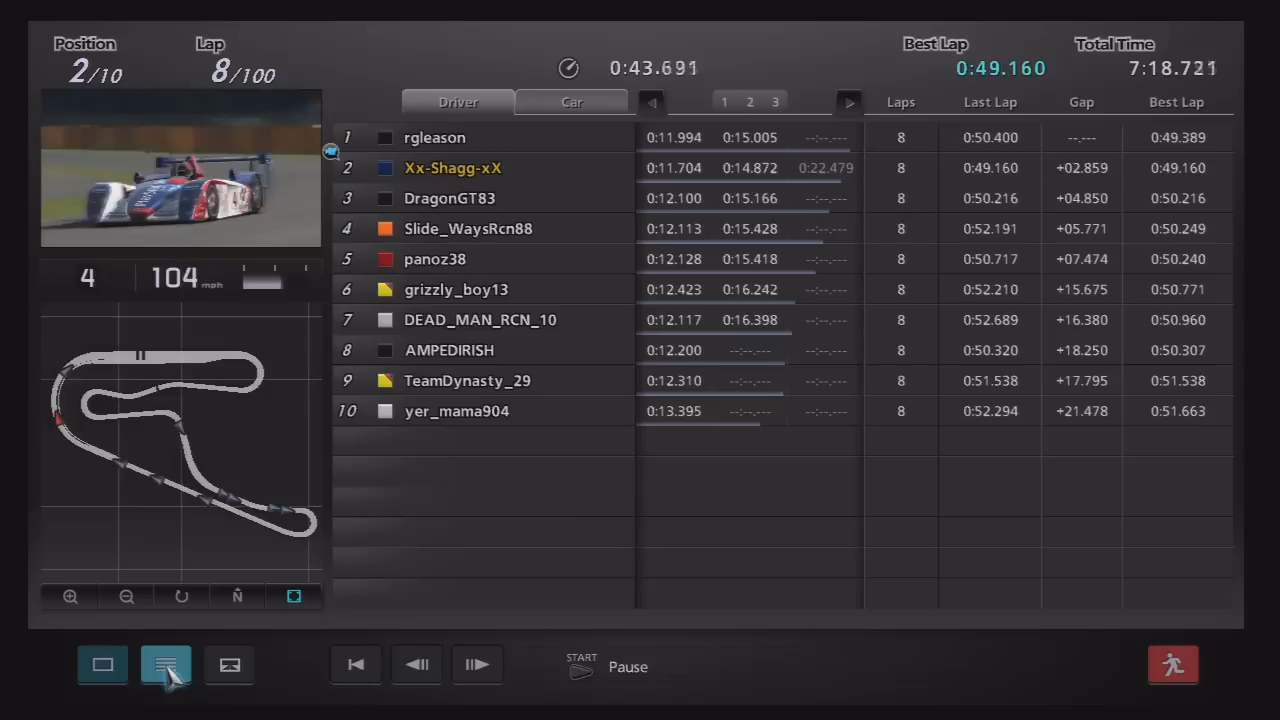 Position Lap Best Lap Total Time
2/10 8/100 0:43.691 0:49.160 7:18.721
Driver Car 1 2 3 Laps Last Lap Gap Best Lap
1 rgleason 0:11.994 0:15.005 --:--.--- 8 0:50.400 --.--- 0:49.389
2 Xx-Shagg-xX 0:11.704 0:14.872 0:22.479 8 0:49.160 +02.859 0:49.160
3 DragonGT83 0:12.100 0:15.166 --:--.--- 8 0:50.216 +04.850 0:50.216
4 Slide_WaysRcn88 0:12.113 0:15.428 --:--.--- 8 0:52.191 +05.771 0:50.249
5 panoz38 0:12.128 0:15.418 --:--.--- 8 0:50.717 +07.474 0:50.240
6 grizzly_boy13 0:12.423 0:16.242 --:--.--- 8 0:52.210 +15.675 0:50.771
7 DEAD_MAN_RCN_10 0:12.117 0:16.398 --:--.--- 8 0:52.689 +16.380 0:50.960
8 AMPEDIRISH 0:12.200 --:--.--- --:--.--- 8 0:50.320 +18.250 0:50.307
9 TeamDynasty_29 0:12.310 --:--.--- --:--.--- 8 0:51.538 +17.795 0:51.538
10 yer_mama904 0:13.395 --:--.--- --:--.--- 8 0:52.294 +21.478 0:51.663
4 104 mph
N
START
Pause